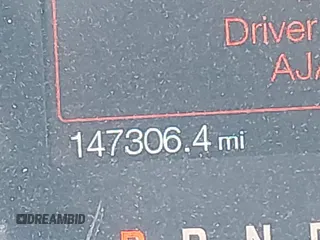 Driver
AJA
147306.4 mi
P R N D
DREAMBID